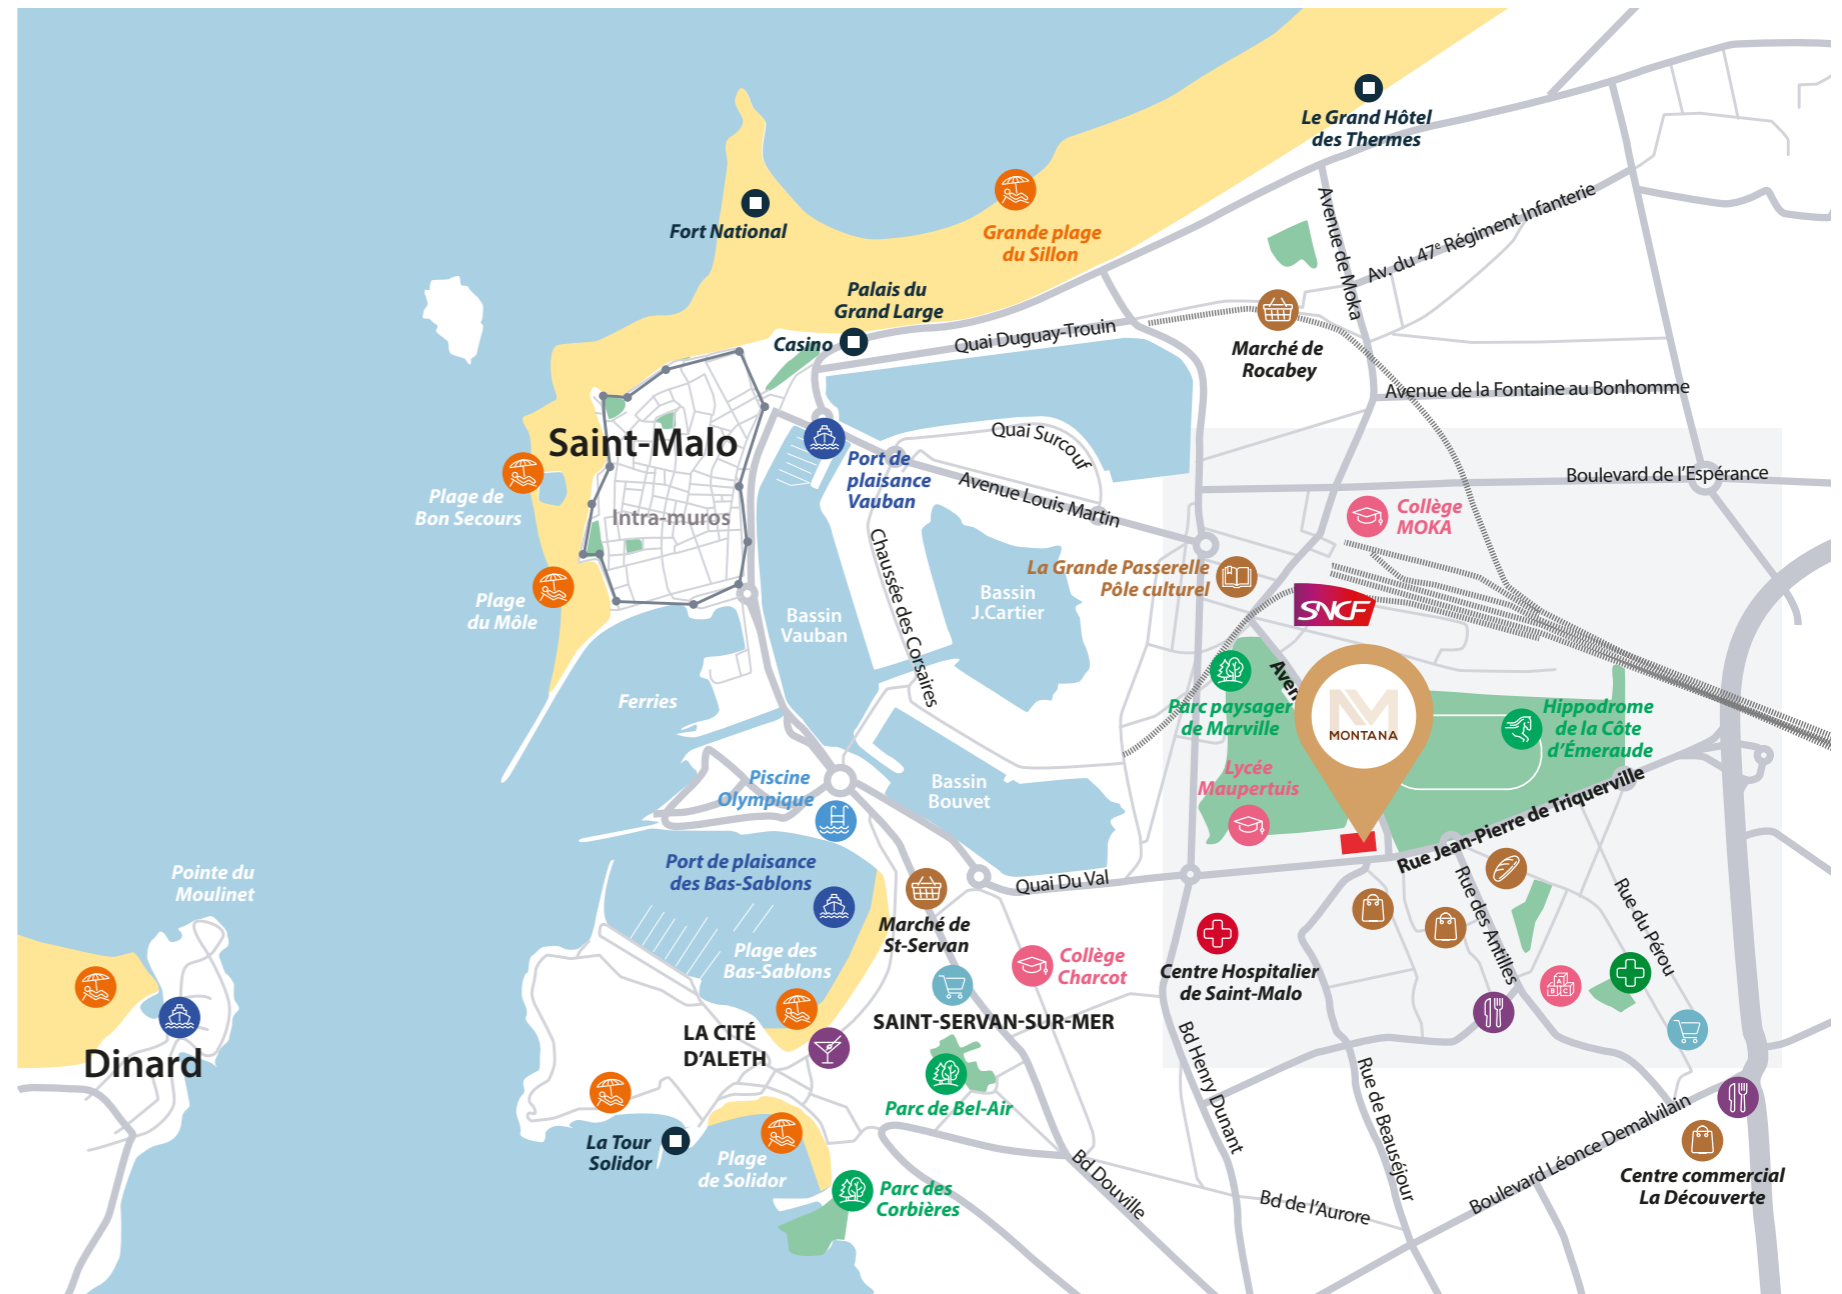 Le Grand Hôtel
des Thermes
Fort National
Grande plage
du Sillon
Avenue de Moka
Av. du 47e Régiment Infanterie
Palais du
Grand Large
Casino
Quai Duguay-Trouin
Marché de
Rocabey
Avenue de la Fontaine au Bonhomme
Saint-Malo
Intra-muros
Plage de
Bon Secours
Plage
du Môle
Port de
plaisance
Vauban
Quai Surcouf
Avenue Louis Martin
Boulevard de l'Espérance
Collège
MOKA
La Grande Passerelle
Pôle culturel
SNCF
Chaussée des Corsaires
Bassin
Vauban
Bassin
J.Cartier
Ferries
Parc paysager
de Marville
MONTANA
Hippodrome
de la Côte
d'Émeraude
Lycée
Maupertuis
Piscine
Olympique
Bassin
Bouvet
Rue Jean-Pierre de Triquerville
Quai Du Val
Port de plaisance
des Bas-Sablons
Plage des
Bas-Sablons
Marché de
St-Servan
Collège
Charcot
Centre Hospitalier
de Saint-Malo
Rue des Antilles
Rue du Pérou
A
B C
Pointe du
Moulinet
Dinard
LA CITÉ
D'ALETH
SAINT-SERVAN-SUR-MER
Parc de Bel-Air
La Tour
Solidor
Plage
de Solidor
Parc des
Corbières
Bd Douville
Bd Henry Dunant
Bd de l'Aurore
Rue de Beauséjour
Boulevard Léonce Demalvilain
Centre commercial
La Découverte